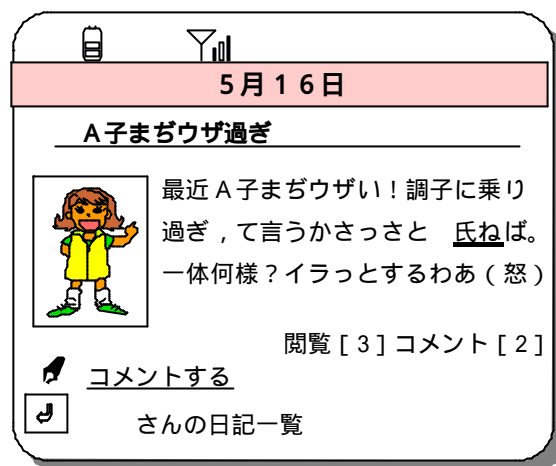 5月16日
A子まぢウザ過ぎ
最近A子まぢウザい!調子に乗り
過ぎ,て言うかさっさと 氏ねば。
一体何様?イラっとするわあ(怒)
閲覧[3]コメント[2]
コメントする
さんの日記一覧